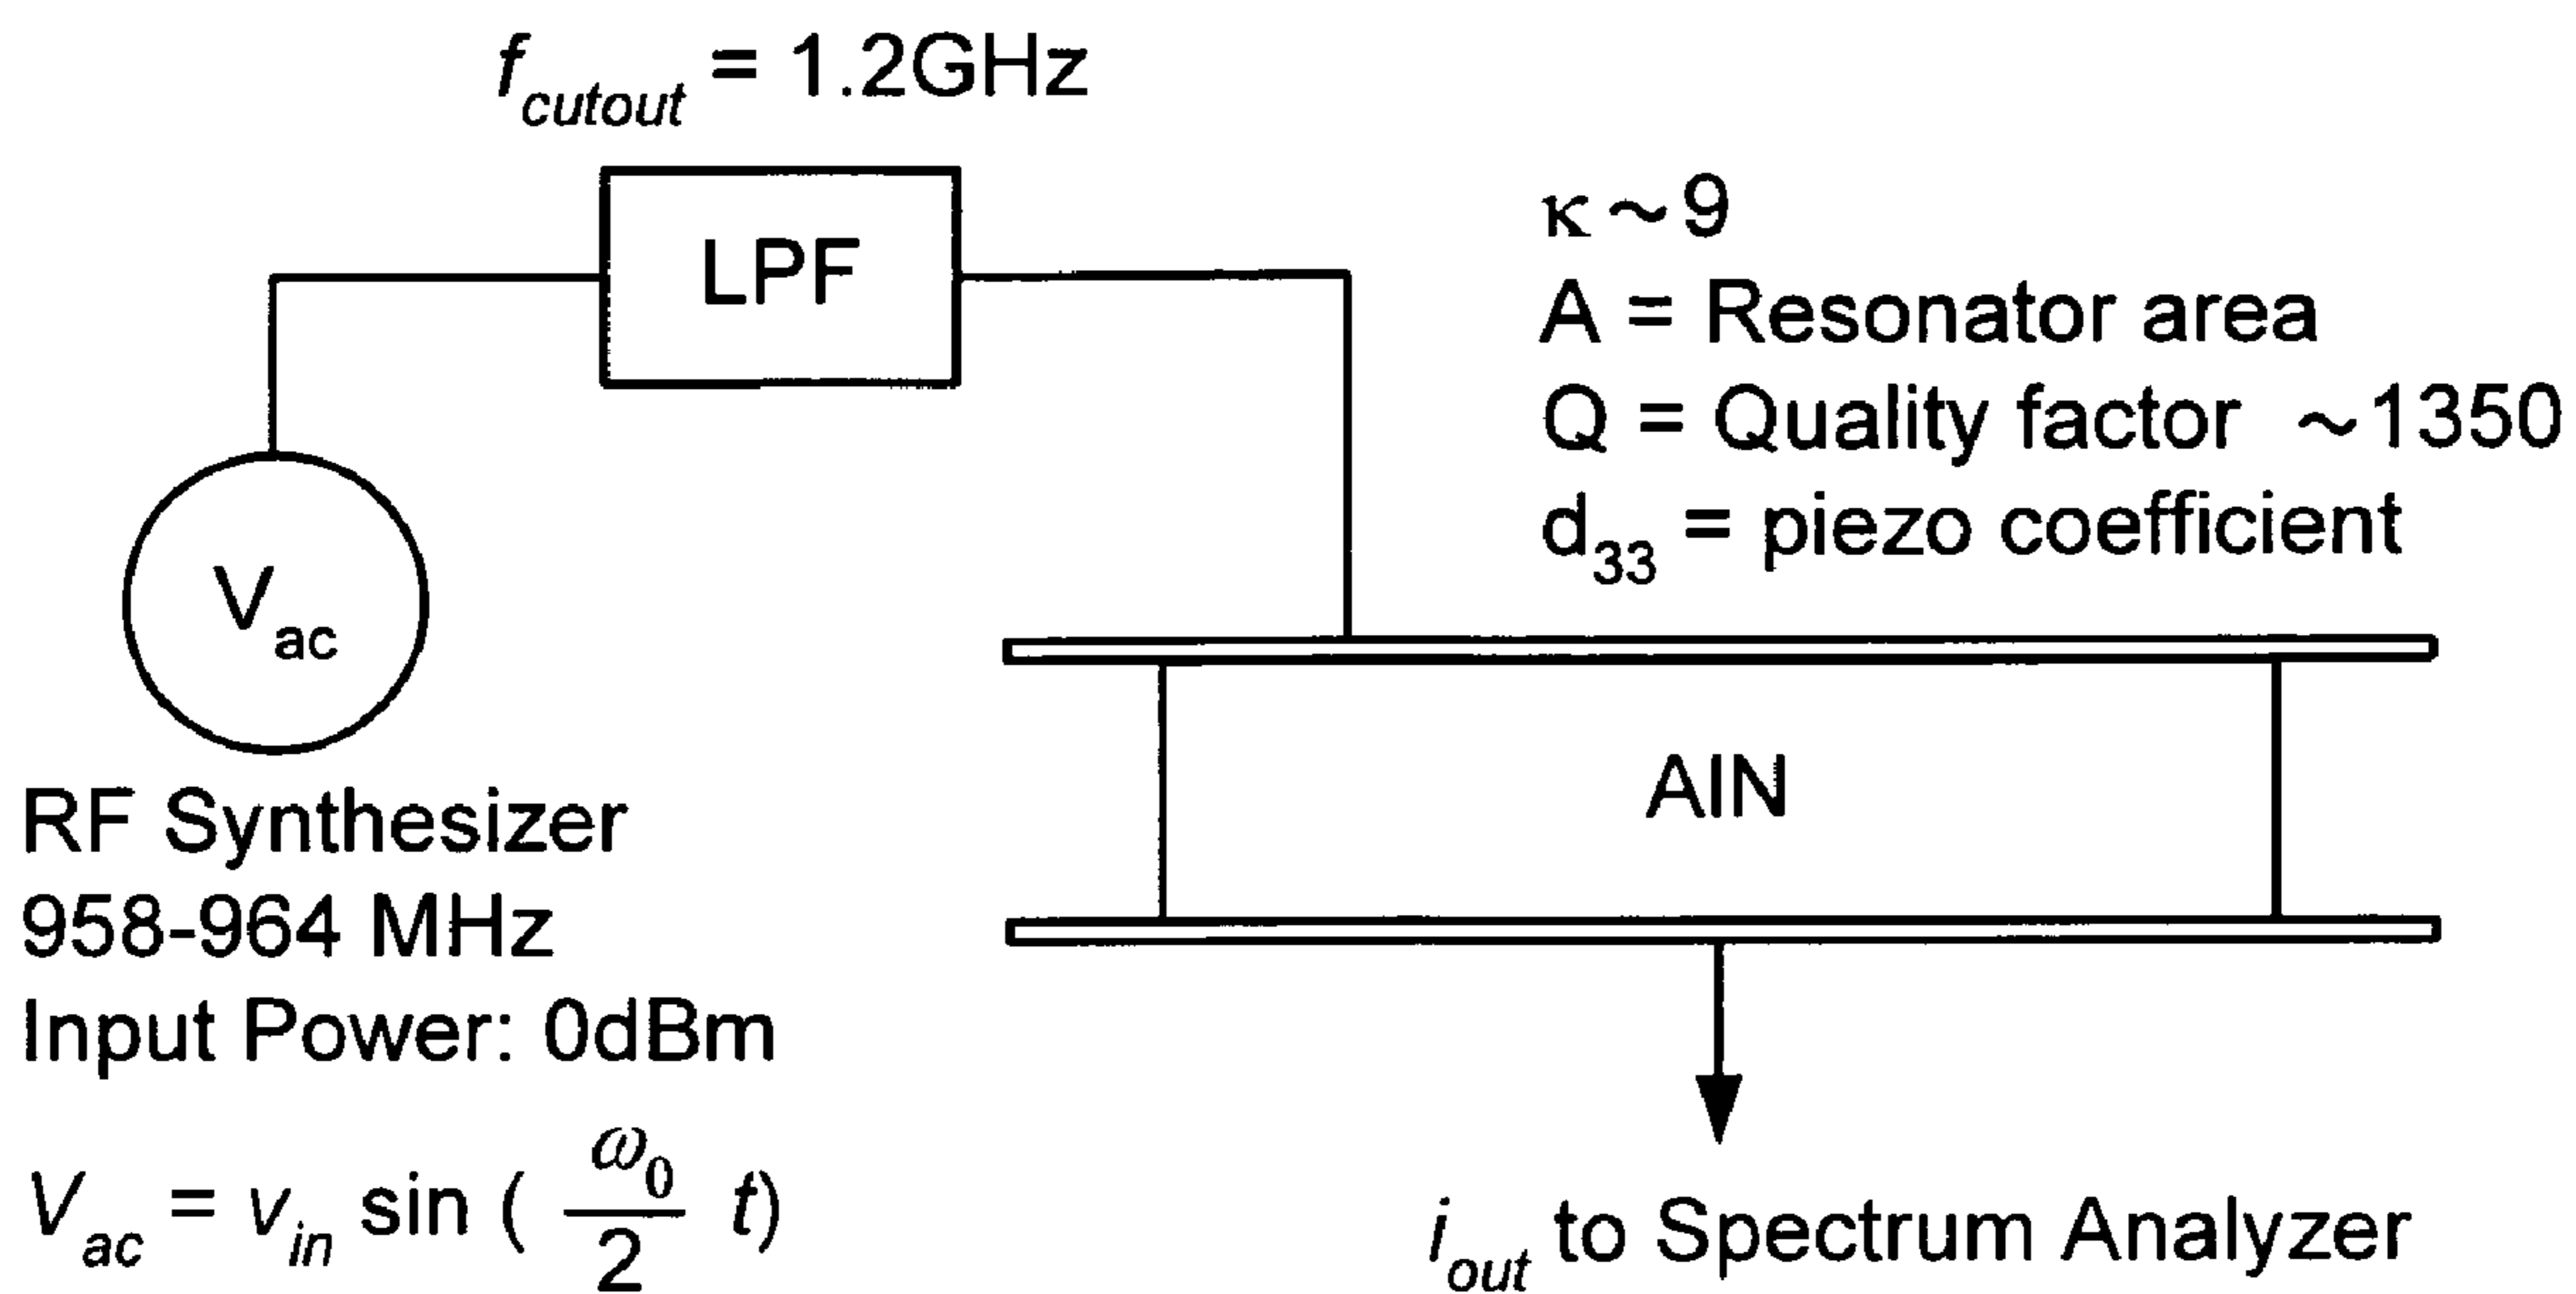 f_cutout = 1.2GHz
LPF
κ ~ 9
A = Resonator area
Q = Quality factor ~1350
d_33 = piezo coefficient
V_ac
AlN
RF Synthesizer
958-964 MHz
Input Power: 0dBm
V_ac = v_in sin ( ω_0 / 2 t)
i_out to Spectrum Analyzer